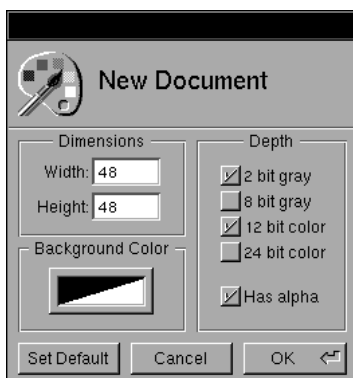 New Document
Dimensions
Width: 48
Height: 48
Background Color
Depth
2 bit gray
8 bit gray
12 bit color
24 bit color
Has alpha
Set Default
Cancel
OK